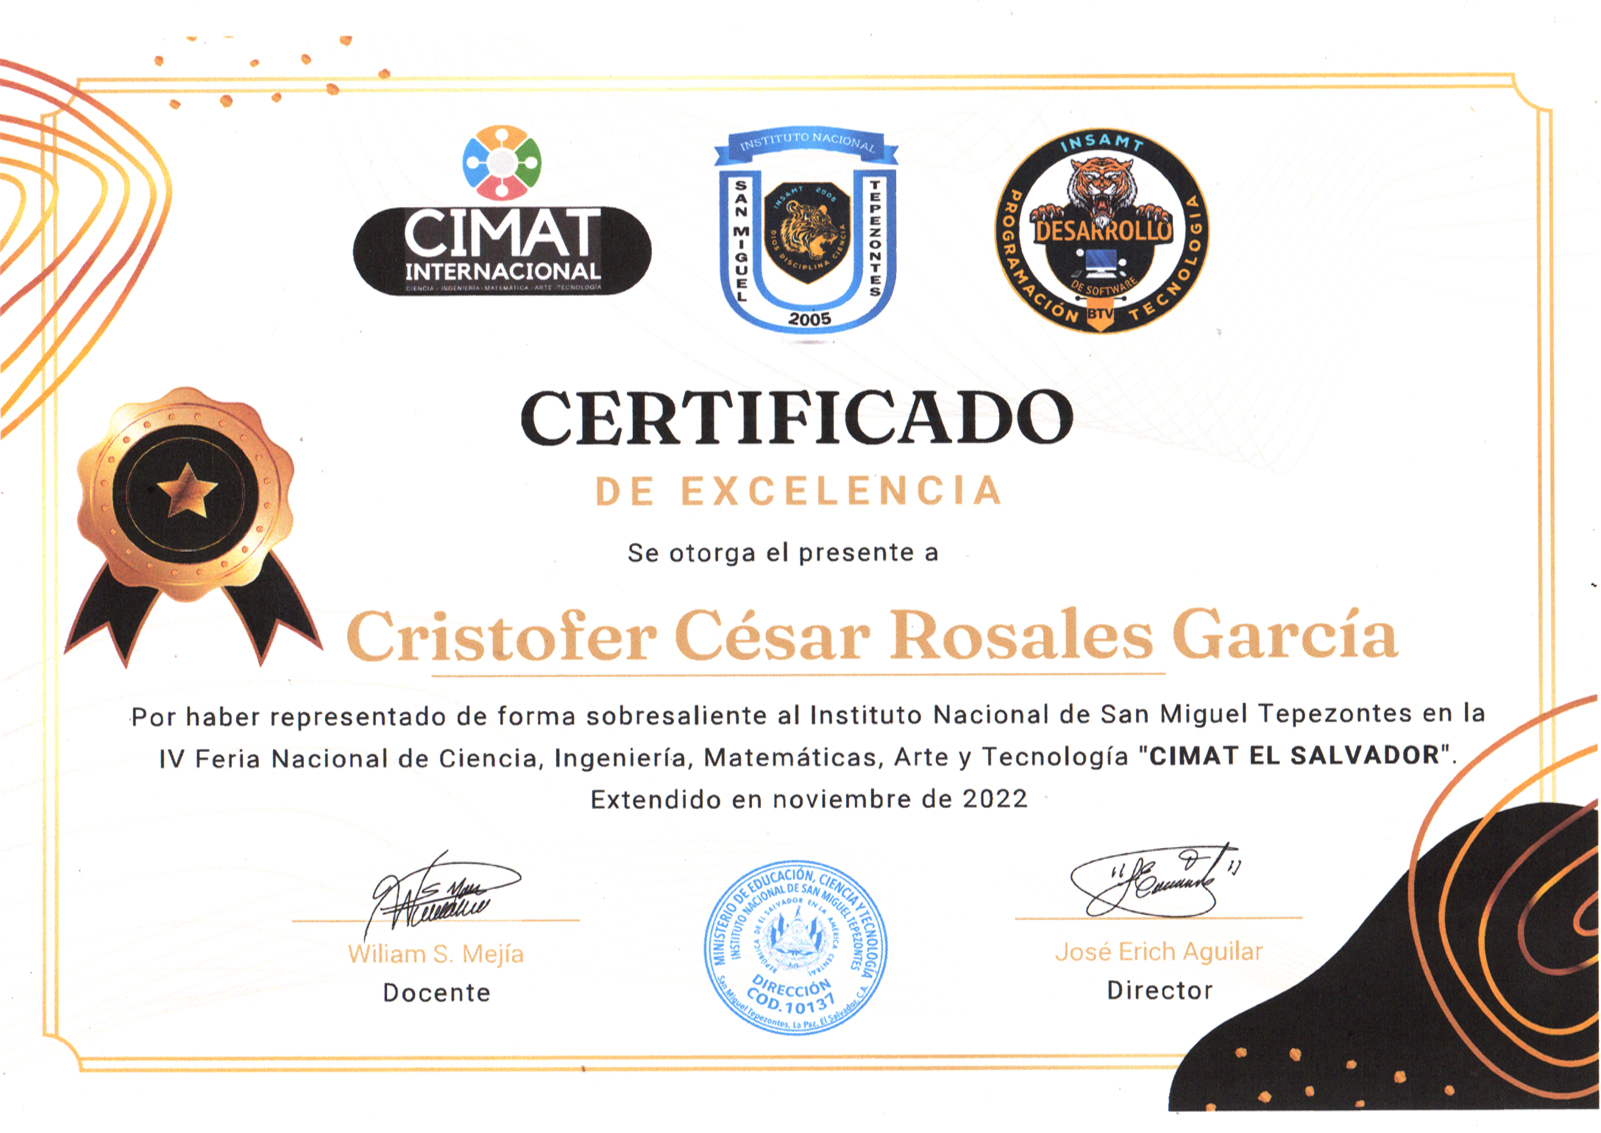 CIMAT
INTERNACIONAL
CIENCIA - INGENIERÍA - MATEMÁTICA - ARTE - TECNOLOGÍA
INSTITUTO NACIONAL
SAN MIGUEL
TEPEZONTES
INSAMT 2005
DIOS DISCIPLINA CIENCIA
2005
INSAMT
PROGRAMACIÓN
TECNOLOGIA
DESARROLLO
DE SOFTWARE
BTV
CERTIFICADO
DE EXCELENCIA
Se otorga el presente a
Cristofer César Rosales García
Por haber representado de forma sobresaliente al Instituto Nacional de San Miguel Tepezontes en la
IV Feria Nacional de Ciencia, Ingeniería, Matemáticas, Arte y Tecnología "CIMAT EL SALVADOR".
Extendido en noviembre de 2022
Wiliam S. Mejía
Docente
MINISTERIO DE EDUCACIÓN, CIENCIA Y TECNOLOGÍA
INSTITUTO NACIONAL DE SAN MIGUEL TEPEZONTES
REPÚBLICA DE EL SALVADOR EN LA AMÉRICA CENTRAL
DIRECCIÓN
COD.10137
San Miguel Tepezontes, La Paz, El Salvador, C.A.
José Erich Aguilar
Director